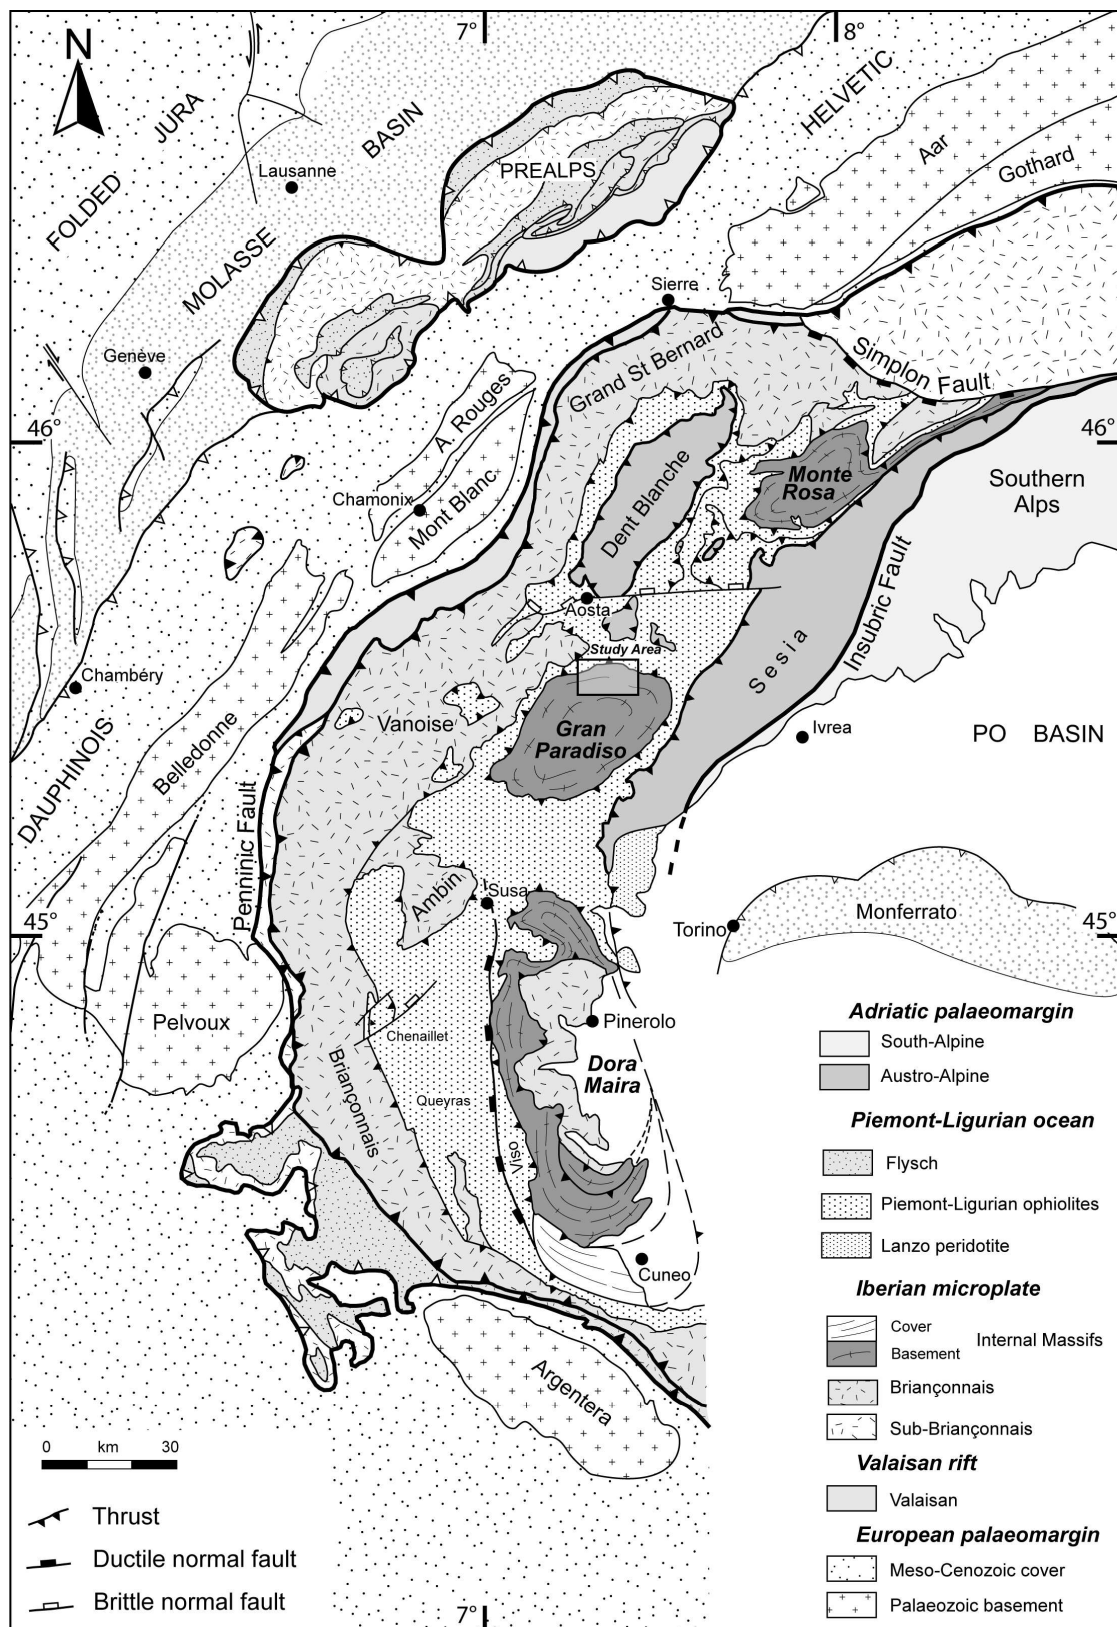 7°
8°
N
FOLDED JURA
MOLASSE BASIN
HELVETIC
Lausanne
PREALPS
Aar
Gothard
Sierre
Genève
Grand St Bernard
Simplon Fault
A. Rouges
46°
46°
Monte
Rosa
Southern
Alps
Chamonix
Mont Blanc
Dent Blanche
Insubric Fault
Aosta
Study Area
Sesia
Chambéry
Vanoise
Gran
Paradiso
Ivrea
PO BASIN
DAUPHINOIS
Belledonne
Penninic Fault
Ambin
Susa
45°
Torino
Monferrato
45°
Pelvoux
Chenaillet
Pinerolo
Dora
Maira
Queyras
Briançonnais
Viso
Cuneo
Argentera
Adriatic palaeomargin
South-Alpine
Austro-Alpine
Piemont-Ligurian ocean
Flysch
Piemont-Ligurian ophiolites
Lanzo peridotite
Iberian microplate
Cover
Internal Massifs
Basement
Briançonnais
Sub-Briançonnais
Valaisan rift
Valaisan
European palaeomargin
Meso-Cenozoic cover
Palaeozoic basement
0 km 30
Thrust
Ductile normal fault
Brittle normal fault
7°